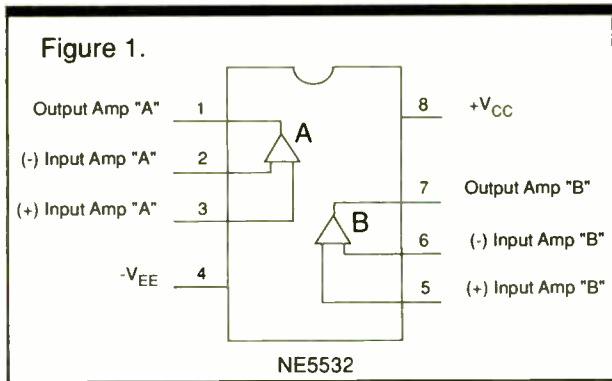 Figure 1.
Output Amp "A" 1
(-) Input Amp "A" 2
(+) Input Amp "A" 3
-VEE 4
A
B
8 +VCC
7 Output Amp "B"
6 (-) Input Amp "B"
5 (+) Input Amp "B"
NE5532